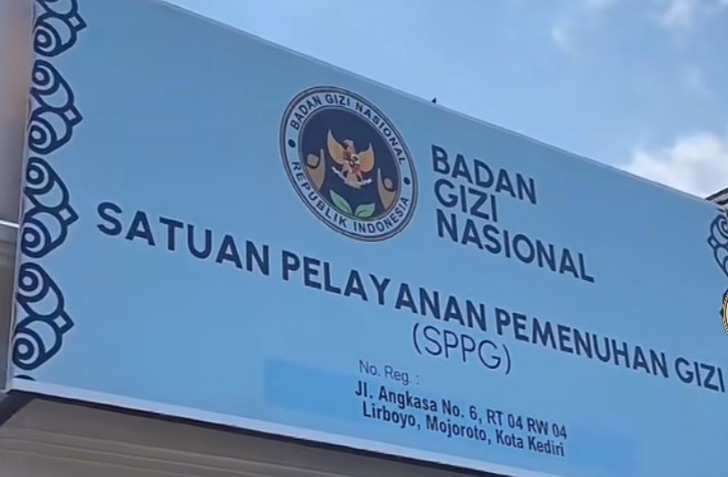 BADAN GIZI NASIONAL
REPUBLIK INDONESIA
BADAN
GIZI
NASIONAL
SATUAN PELAYANAN PEMENUHAN GIZI
(SPPG)
No. Reg. :
Jl. Angkasa No. 6, RT 04 RW 04
Lirboyo, Mojoroto, Kota Kediri